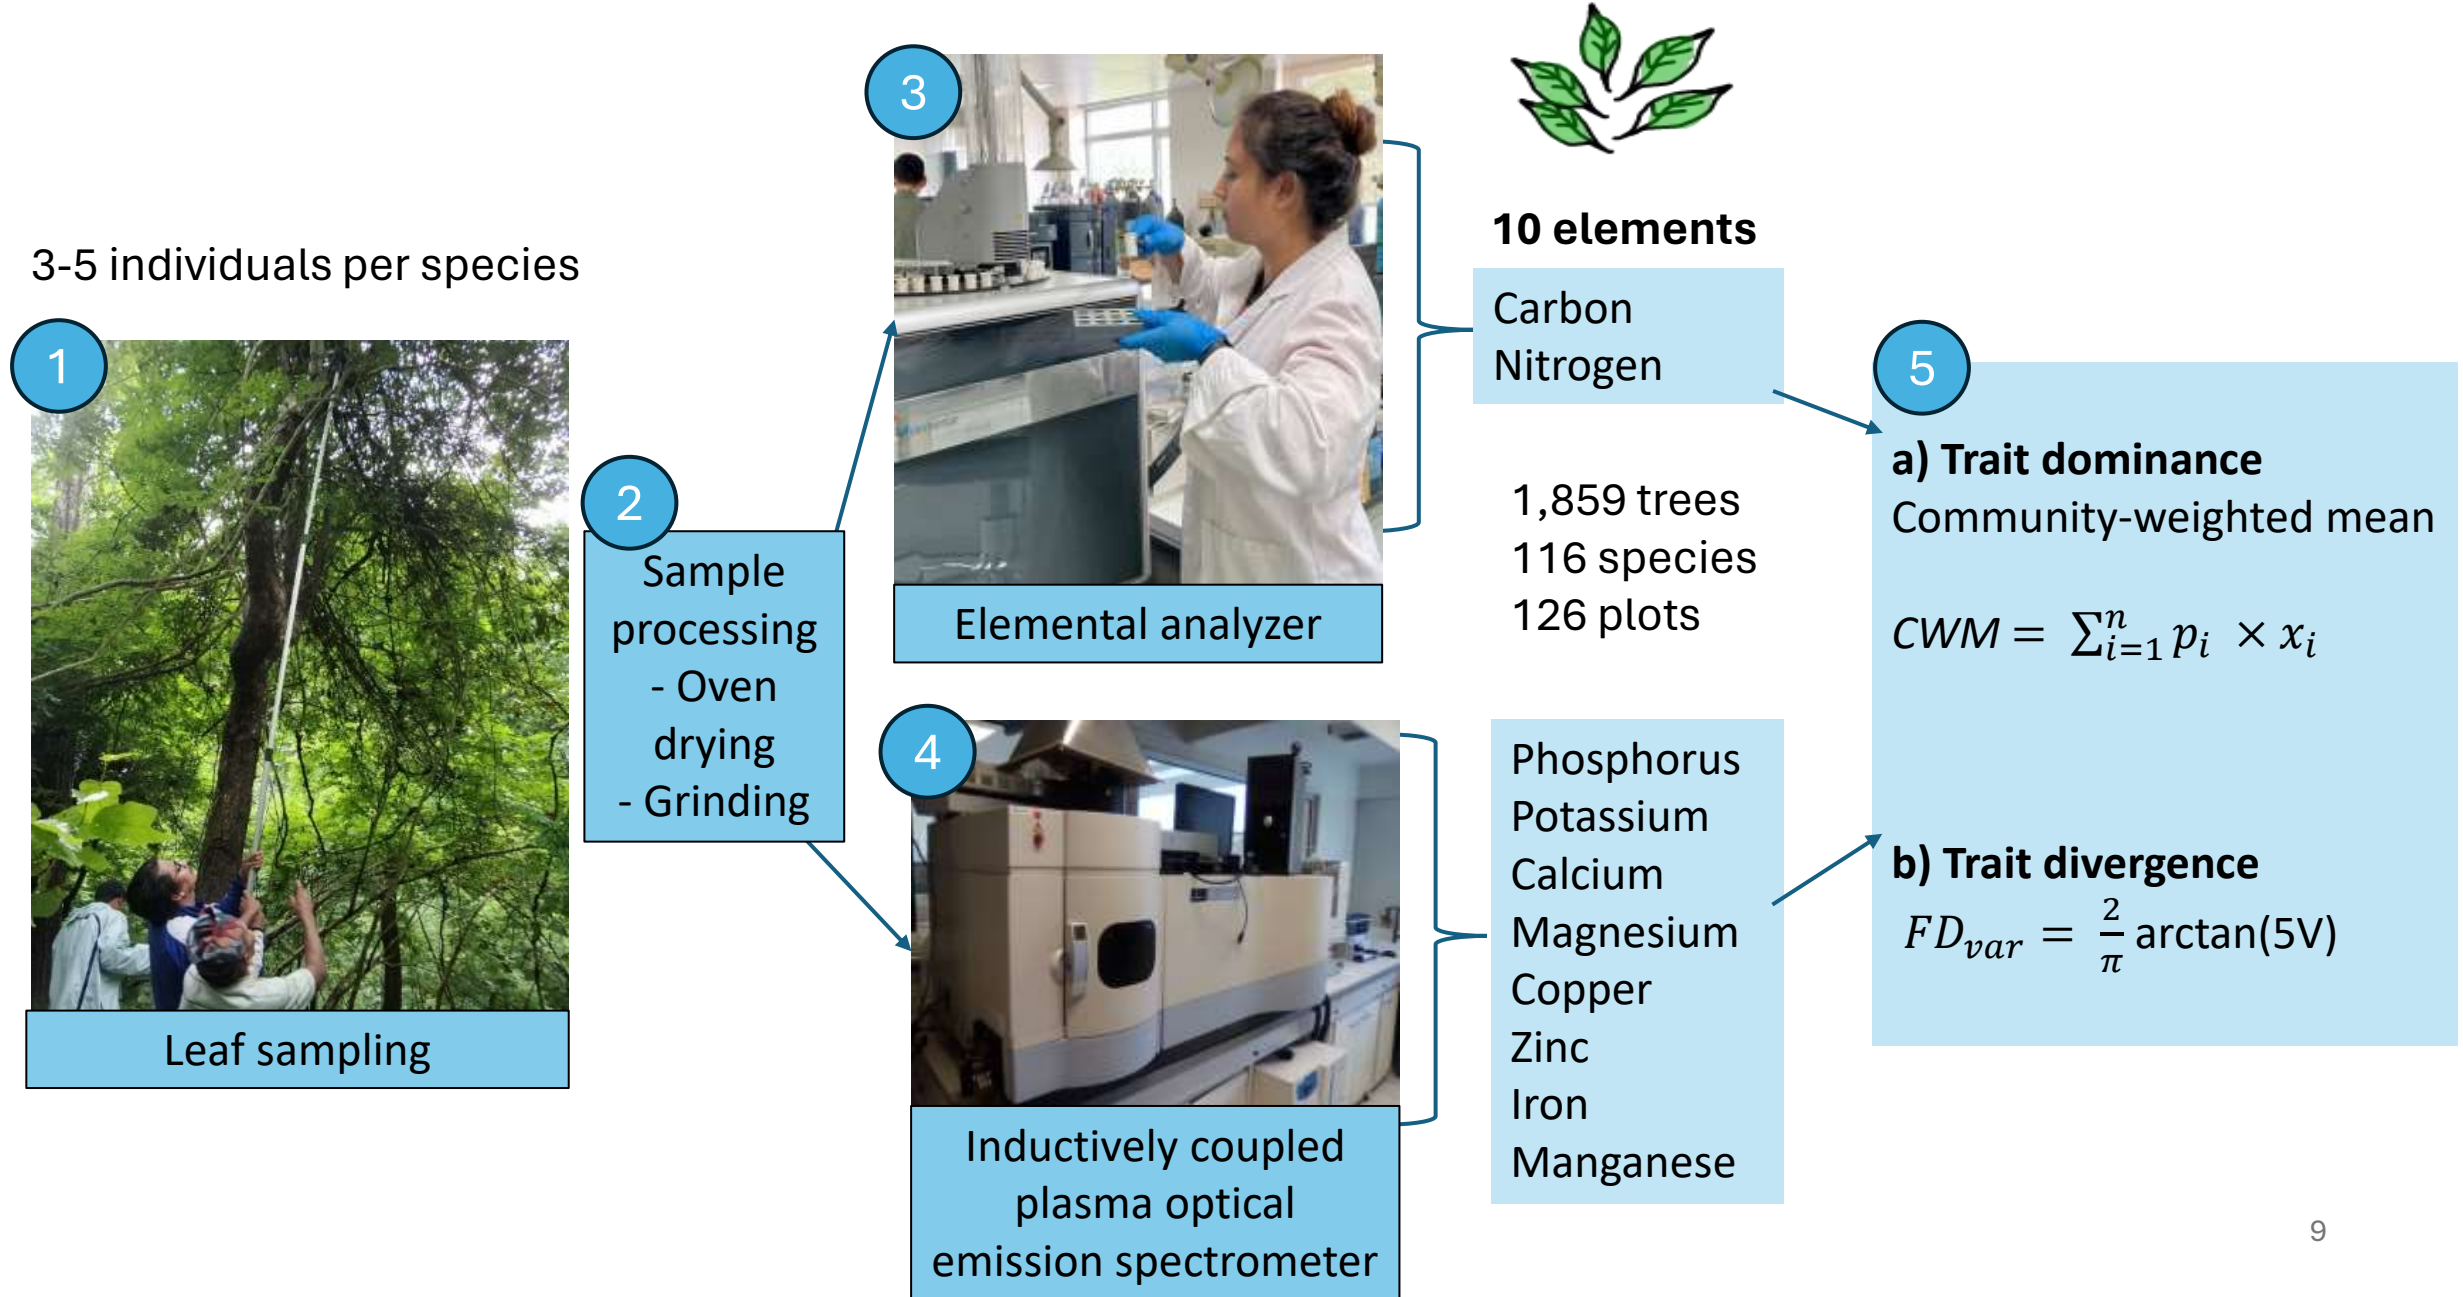 3-5 individuals per species
1
Leaf sampling
2
Sample
processing
- Oven
drying
- Grinding
3
Elemental analyzer
4
Inductively coupled
plasma optical
emission spectrometer
10 elements
Carbon
Nitrogen
1,859 trees
116 species
126 plots
Phosphorus
Potassium
Calcium
Magnesium
Copper
Zinc
Iron
Manganese
5
a) Trait dominance
Community-weighted mean
CWM = ∑ⁿᵢ₌₁ pᵢ × xᵢ
b) Trait divergence
FD_var = 2/π arctan(5V)
9